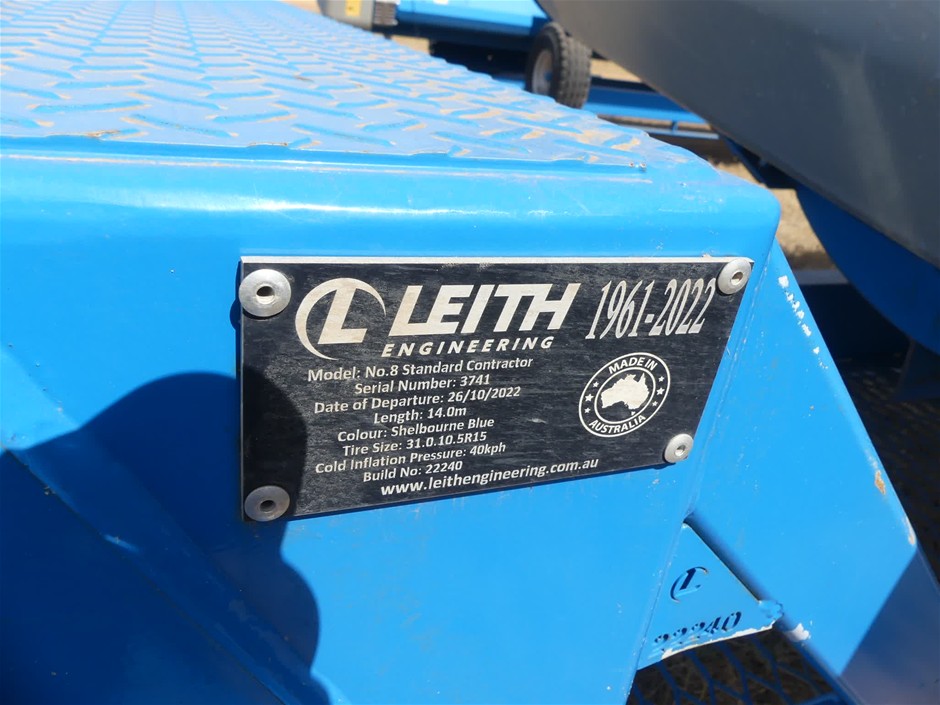 L LEITH 1961-2022
ENGINEERING
Model: No.8 Standard Contractor
Serial Number: 3741
Date of Departure: 26/10/2022
Length: 14.0m
Colour: Shelbourne Blue
Tire Size: 31.0.10.5R15
Cold Inflation Pressure: 40kph
Build No: 22240
www.leithengineering.com.au
MADE IN
AUSTRALIA
L
22240